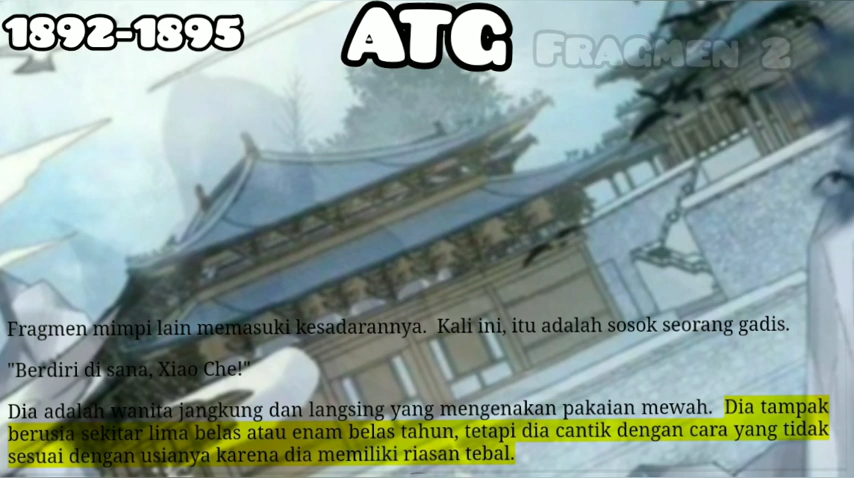 1892-1895
ATG
Fragmen 2
Fragmen mimpi lain memasuki kesadarannya. Kali ini, itu adalah sosok seorang gadis.
"Berdiri di sana, Xiao Che!"
Dia adalah wanita jangkung dan langsing yang mengenakan pakaian mewah. Dia tampak
berusia sekitar lima belas atau enam belas tahun, tetapi dia cantik dengan cara yang tidak
sesuai dengan usianya karena dia memiliki riasan tebal.